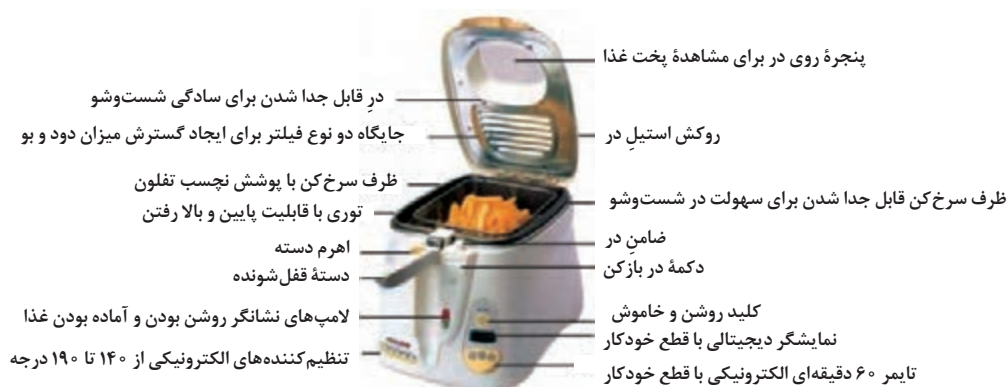 پنجرهٔ روی در برای مشاهدهٔ پخت غذا
درِ قابل جدا شدن برای سادگی شست‌وشو
روکش استیلِ در
جایگاه دو نوع فیلتر برای ایجاد گسترش میزان دود و بو
ظرف سرخ‌کن با پوشش نچسب تفلون
ظرف سرخ‌کن قابل جدا شدن برای سهولت در شست‌وشو
توری با قابلیت پایین و بالا رفتن
ضامنِ در
اهرم دسته
دکمهٔ در بازکن
دستهٔ قفل‌شونده
کلید روشن و خاموش
لامپ‌های نشانگر روشن بودن و آماده بودن غذا
نمایشگر دیجیتالی با قطع خودکار
تنظیم‌کننده‌های الکترونیکی از ۱۴۰ تا ۱۹۰ درجه
تایمر ۶۰ دقیقه‌ای الکترونیکی با قطع خودکار